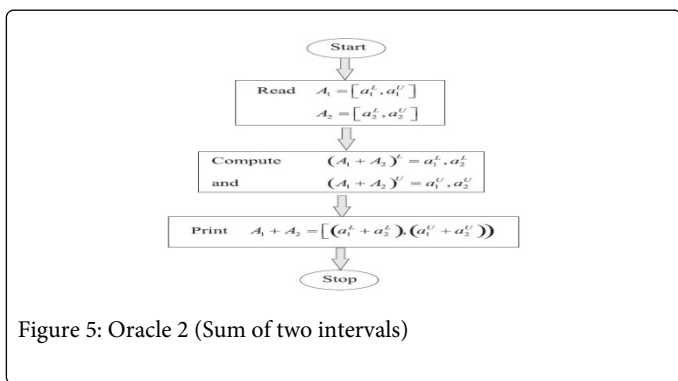 Start
Read A₁ = [a₁ᴸ, a₁ᵁ]
A₂ = [a₂ᴸ, a₂ᵁ]
Compute (A₁ + A₂)ᴸ = a₁ᴸ, a₂ᴸ
and (A₁ + A₂)ᵁ = a₁ᵁ, a₂ᵁ
Print A₁ + A₂ = [(a₁ᴸ + a₂ᴸ), (a₁ᵁ + a₂ᵁ))
Stop
Figure 5: Oracle 2 (Sum of two intervals)